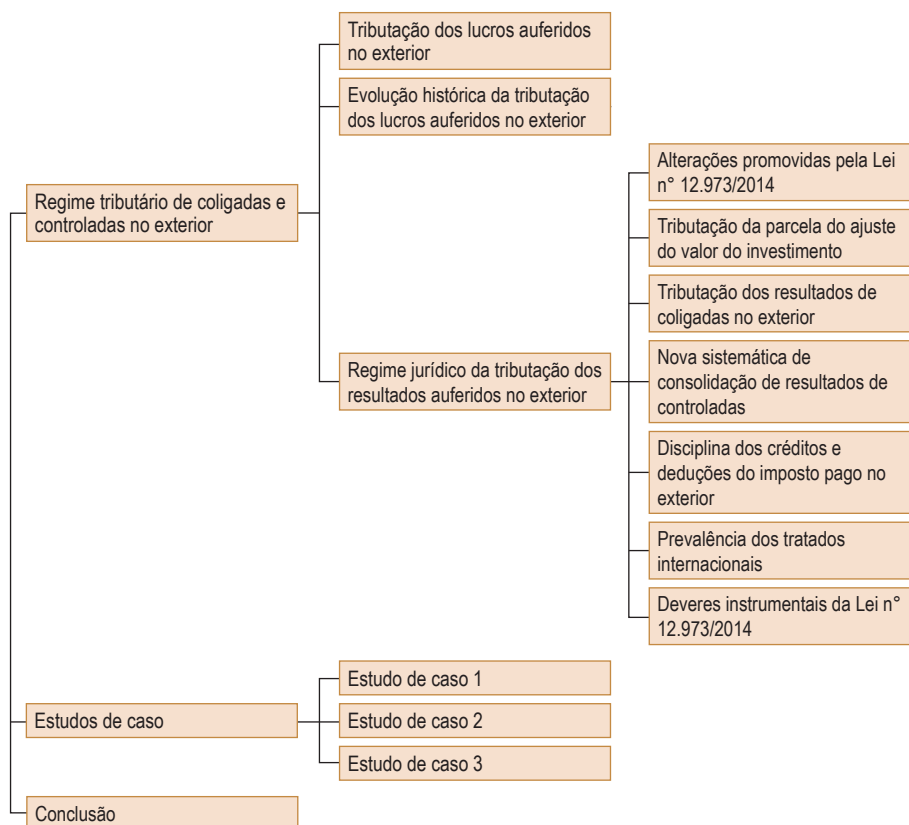 Regime tributário de coligadas e
controladas no exterior
Tributação dos lucros auferidos
no exterior
Evolução histórica da tributação
dos lucros auferidos no exterior
Regime jurídico da tributação dos
resultados auferidos no exterior
Alterações promovidas pela Lei
n° 12.973/2014
Tributação da parcela do ajuste
do valor do investimento
Tributação dos resultados de
coligadas no exterior
Nova sistemática de
consolidação de resultados de
controladas
Disciplina dos créditos e
deduções do imposto pago no
exterior
Prevalência dos tratados
internacionais
Deveres instrumentais da Lei n°
12.973/2014
Estudos de caso
Estudo de caso 1
Estudo de caso 2
Estudo de caso 3
Conclusão